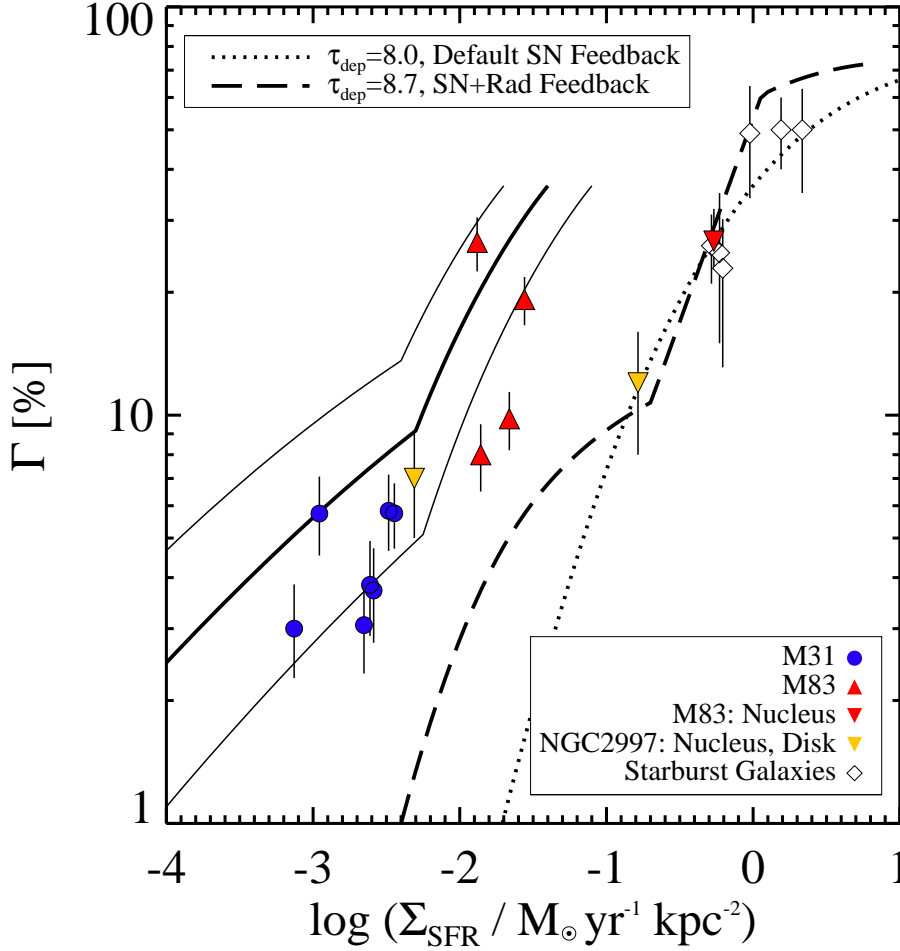 100
τdep=8.0, Default SN Feedback
τdep=8.7, SN+Rad Feedback
Γ [%]
10
M31
M83
M83: Nucleus
NGC2997: Nucleus, Disk
Starburst Galaxies
1
-4 -3 -2 -1 0 1
log (ΣSFR / M⊙ yr-1 kpc-2)